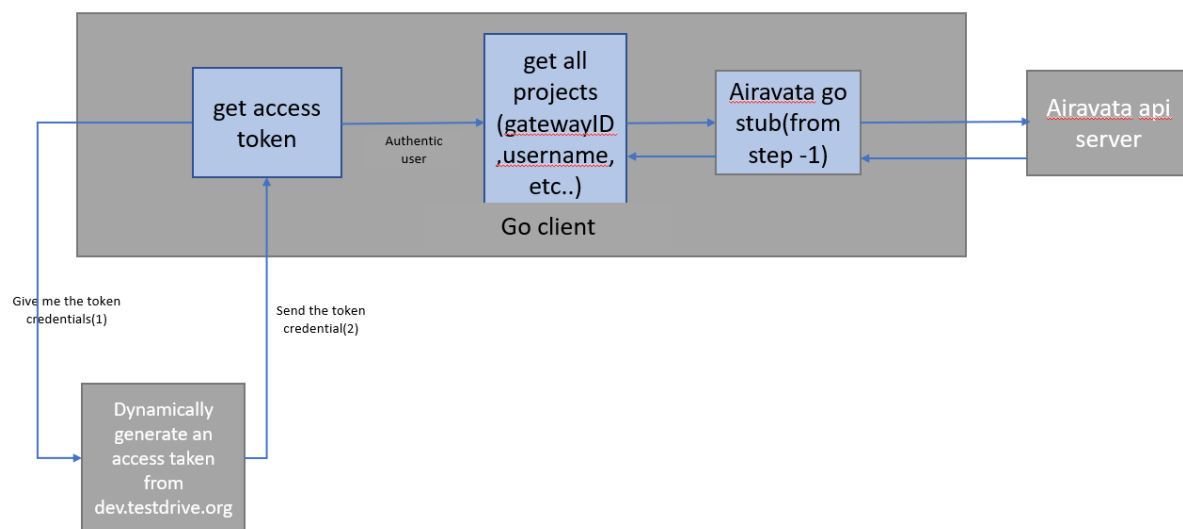 get access
token
Authentic
user
get all
projects
(gatewayID
,username,
etc..)
Airavata go
stub(from
step -1)
Airavata api
server
Go client
Give me the token
credentials(1)
Send the token
credential(2)
Dynamically
generate an
access taken
from
dev.testdrive.org